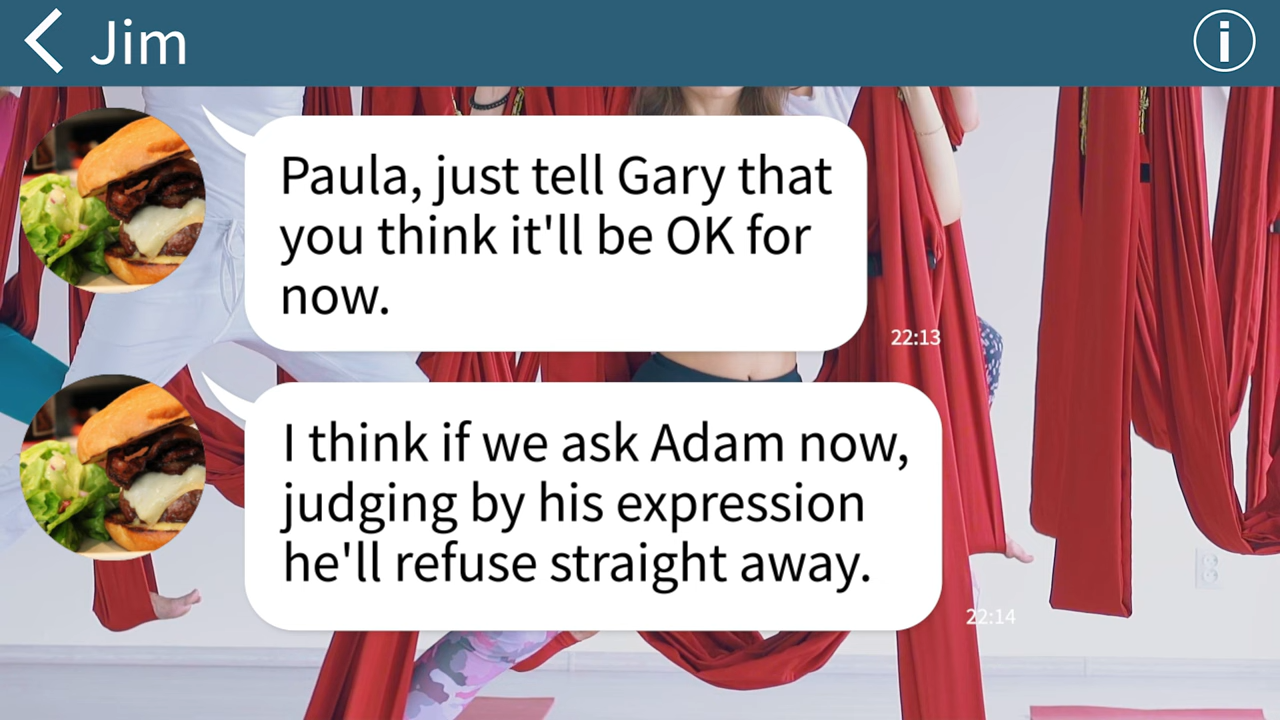 Jim
Paula, just tell Gary that
you think it'll be OK for
now.
22:13
I think if we ask Adam now,
judging by his expression
he'll refuse straight away.
22:14